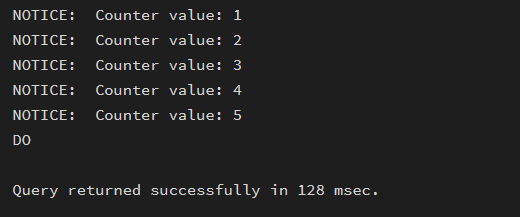 NOTICE:  Counter value: 1
NOTICE:  Counter value: 2
NOTICE:  Counter value: 3
NOTICE:  Counter value: 4
NOTICE:  Counter value: 5
DO
Query returned successfully in 128 msec.